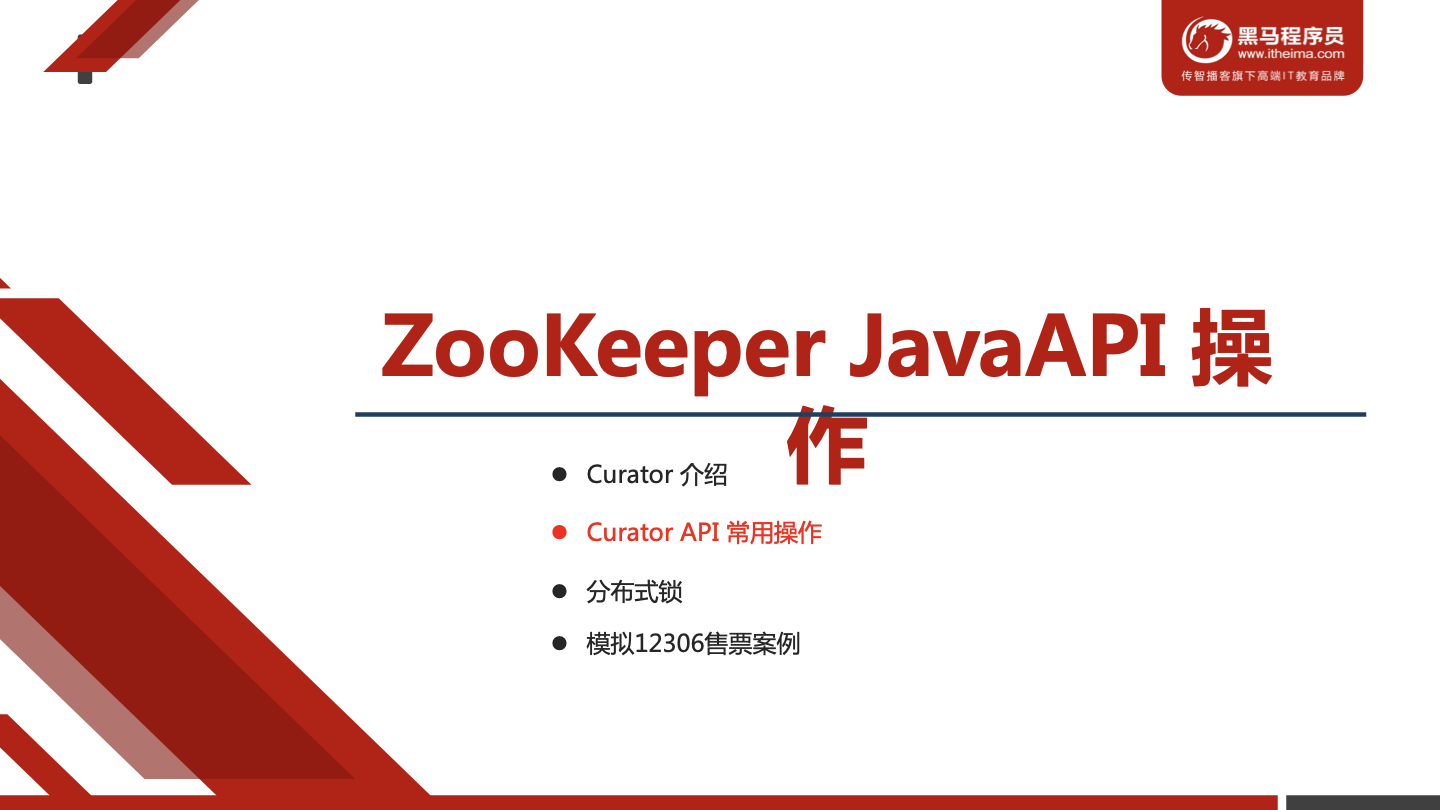 黑马程序员
www.itheima.com
传智播客旗下高端IT教育品牌
ZooKeeper JavaAPI 操
作
Curator 介绍
Curator API 常用操作
分布式锁
模拟12306售票案例